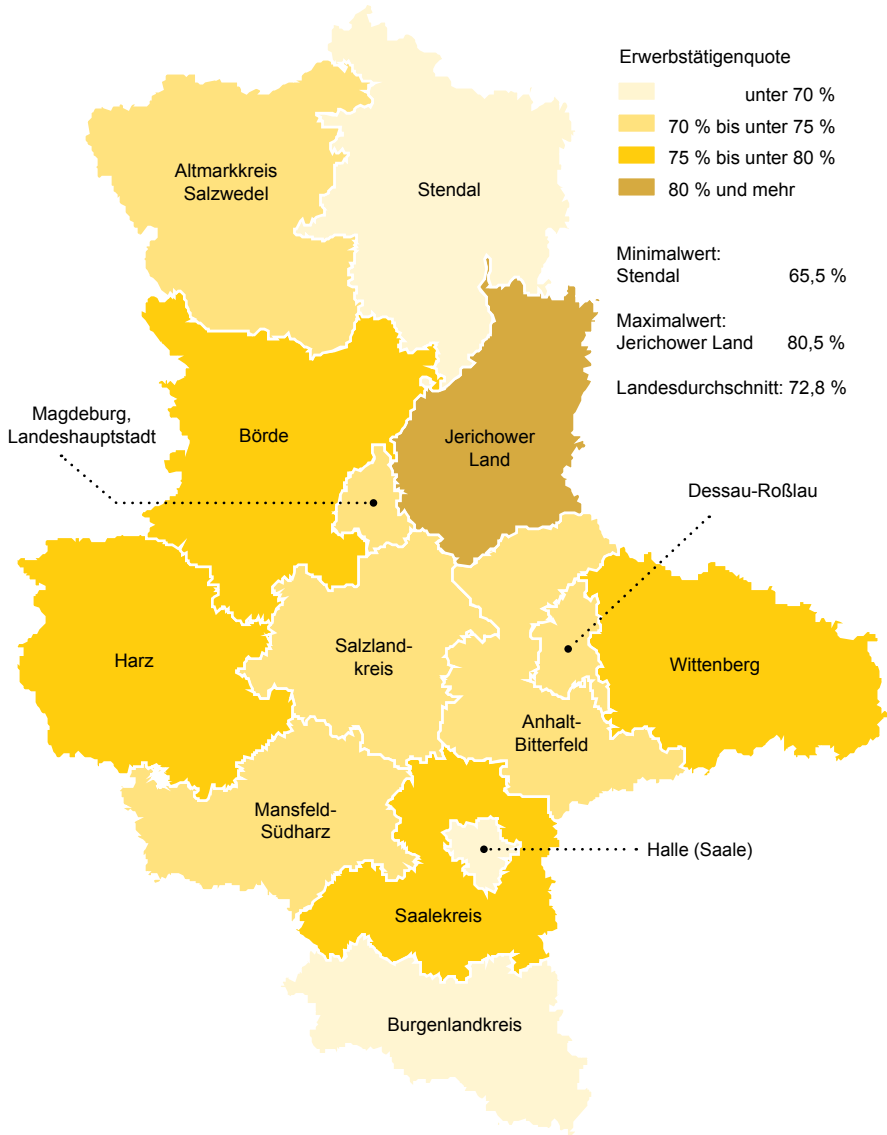 Erwerbstätigenquote
unter 70 %
70 % bis unter 75 %
75 % bis unter 80 %
80 % und mehr
Minimalwert:
Stendal 65,5 %
Maximalwert:
Jerichower Land 80,5 %
Landesdurchschnitt: 72,8 %
Altmarkkreis
Salzwedel
Stendal
Magdeburg,
Landeshauptstadt
Börde
Jerichower
Land
Dessau-Roßlau
Harz
Salzland-
kreis
Wittenberg
Anhalt-
Bitterfeld
Mansfeld-
Südharz
Halle (Saale)
Saalekreis
Burgenlandkreis